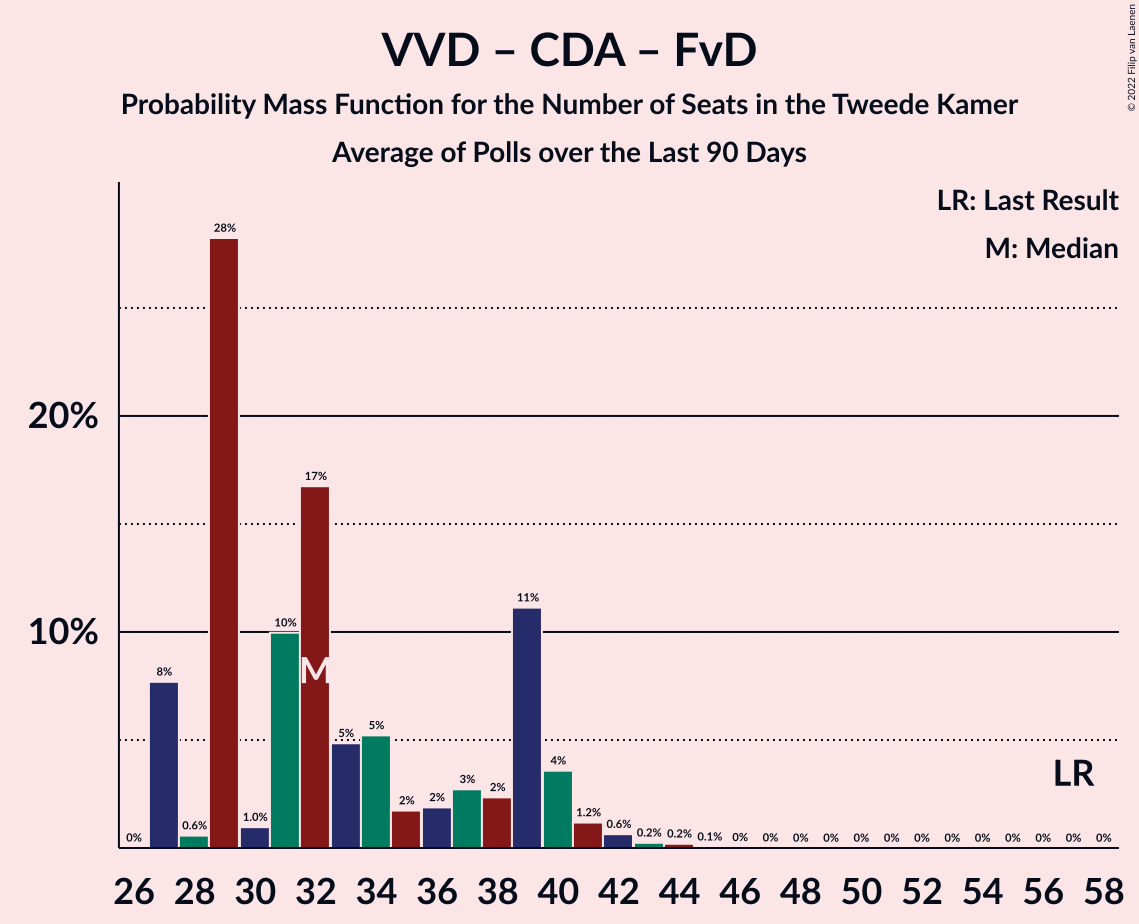 VVD – CDA – FvD
Probability Mass Function for the Number of Seats in the Tweede Kamer
Average of Polls over the Last 90 Days
© 2022 Filip van Laenen
LR: Last Result
M: Median
20%
10%
0% 8% 0.6% 28% 1.0% 10% 17% 5% 5% 2% 2% 3% 2% 11% 4% 1.2% 0.6% 0.2% 0.2% 0.1% 0% 0% 0% 0% 0% 0% 0% 0% 0% 0% 0% 0% 0%
M
LR
26 28 30 32 34 36 38 40 42 44 46 48 50 52 54 56 58